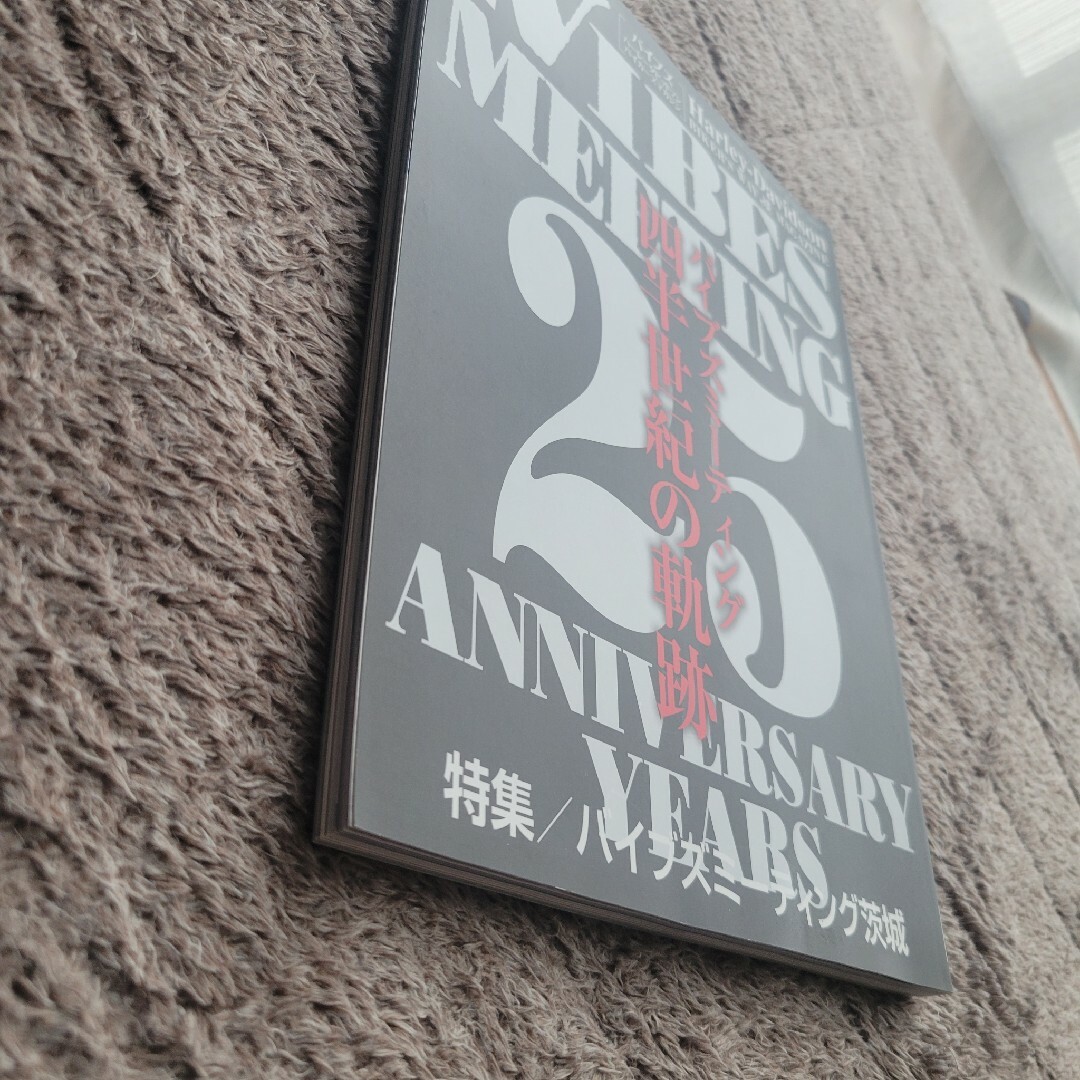 VIBES
Harley-Davidson
MEETING
25
バイブズミーティング
四半世紀の軌跡
ANNIVERSARY
YEARS
特集/バイブズミーティング茨城